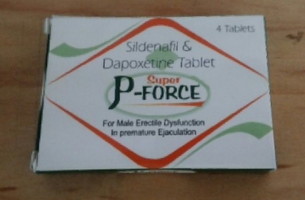 4 Tablets
Sildenafil &
Dapoxetine Tablet
Super
P-FORCE
For Male Erectile Dysfunction
In premature Ejaculation